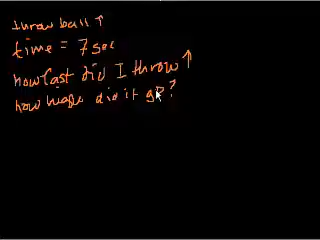 throw ball ↑
time = 7 sec
how fast did I throw ↑
how high did it go?